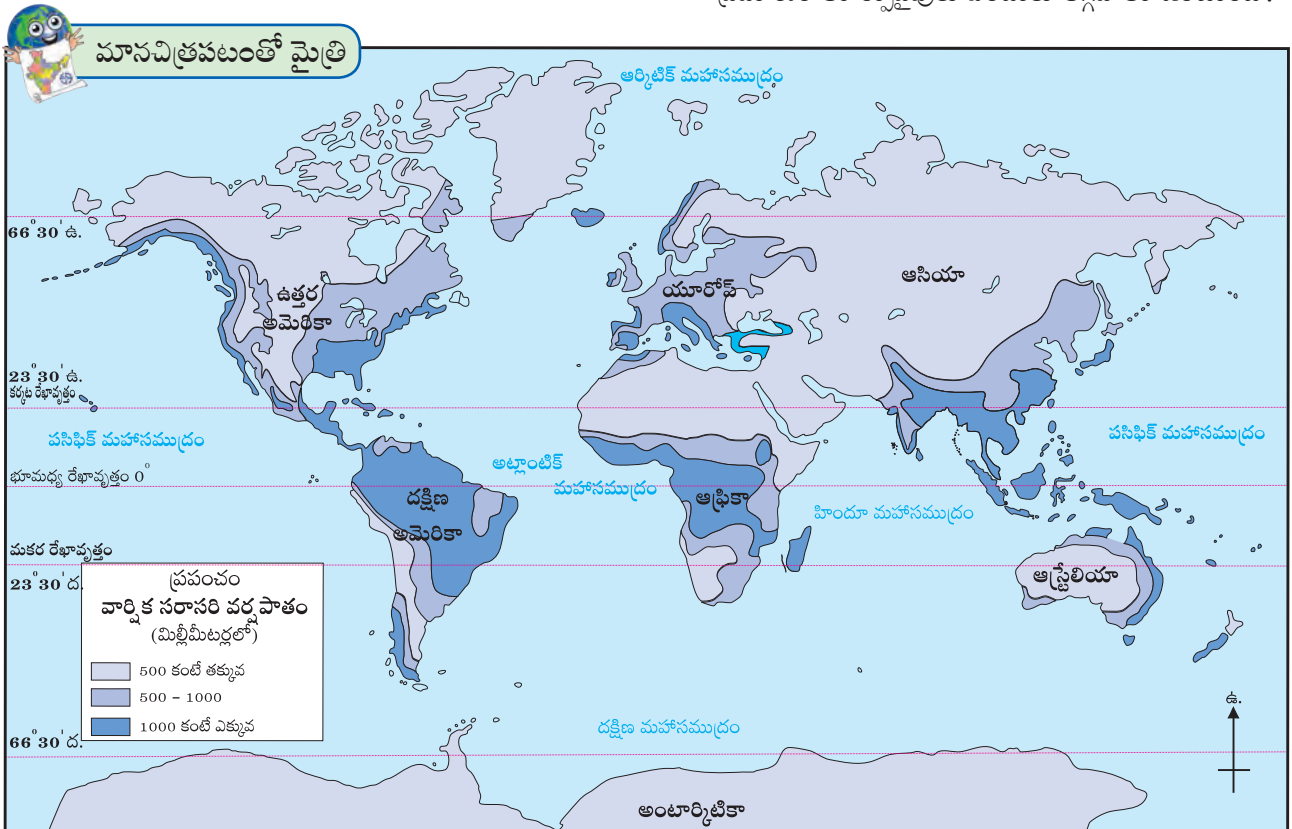 మానచిత్రపటంతో మైత్రి
ఆర్కిటిక్ మహాసముద్రం
66°30' ఉ.
ఆసియా
యూరోప్
ఉత్తర
అమెరికా
23°30' ఉ.
కర్కట రేఖావృత్తం
పసిఫిక్ మహాసముద్రం
పసిఫిక్ మహాసముద్రం
అట్లాంటిక్
మహాసముద్రం
భూమధ్య రేఖావృత్తం 0°
దక్షిణ
అమెరికా
ఆఫ్రికా
హిందూ మహాసముద్రం
మకర రేఖావృత్తం
23°30' ద.
ఆస్ట్రేలియా
ప్రపంచం
వార్షిక సరాసరి వర్షపాతం
(మిల్లీమీటర్లలో)
500 కంటే తక్కువ
500 – 1000
1000 కంటే ఎక్కువ
ఉ.
దక్షిణ మహాసముద్రం
66°30' ద.
అంటార్కిటికా